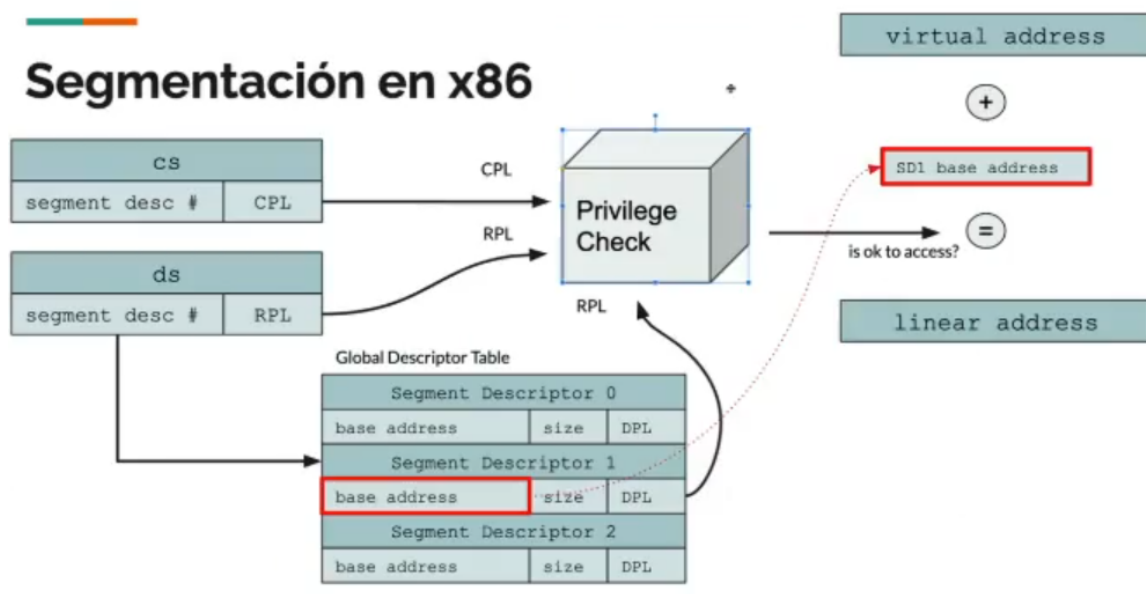 Segmentación en x86
cs
segment desc # CPL
ds
segment desc # RPL
CPL
RPL
Privilege
Check
RPL
is ok to access?
virtual address
+
SD1 base address
=
linear address
Global Descriptor Table
Segment Descriptor 0
base address size DPL
Segment Descriptor 1
base address size DPL
Segment Descriptor 2
base address size DPL